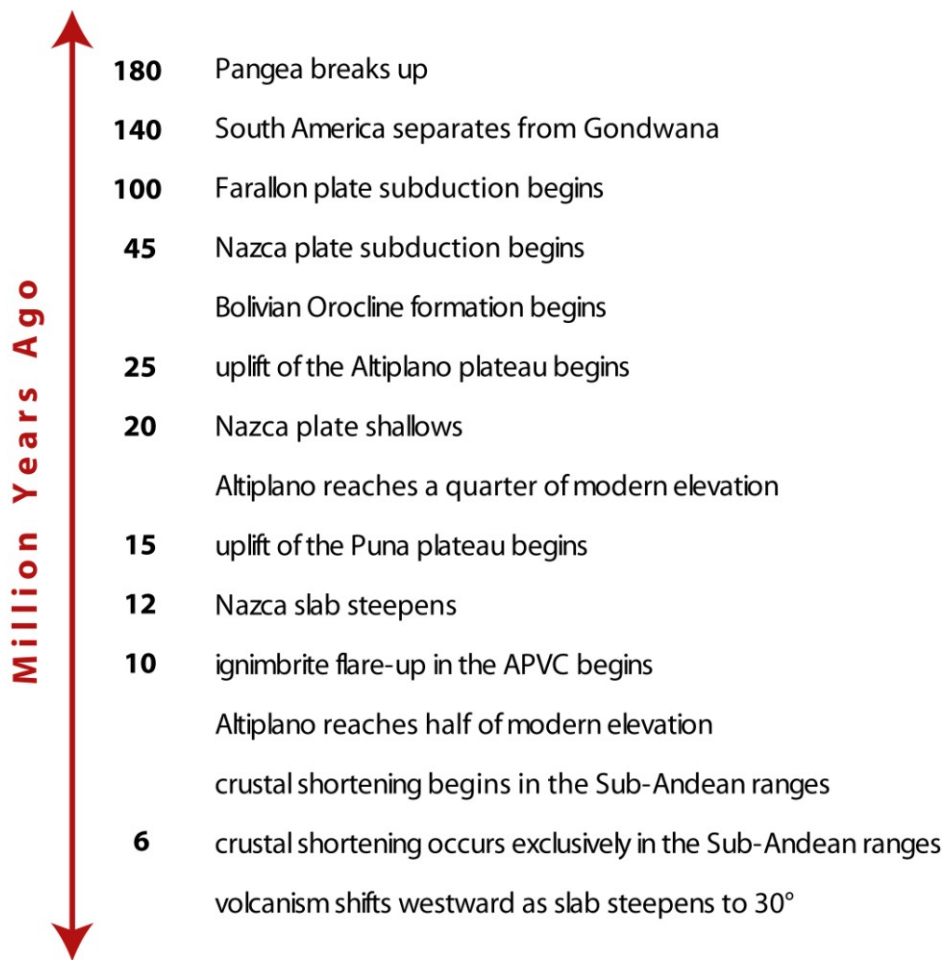 Million Years Ago
180 Pangea breaks up
140 South America separates from Gondwana
100 Farallon plate subduction begins
45 Nazca plate subduction begins
Bolivian Orocline formation begins
25 uplift of the Altiplano plateau begins
20 Nazca plate shallows
Altiplano reaches a quarter of modern elevation
15 uplift of the Puna plateau begins
12 Nazca slab steepens
10 ignimbrite flare-up in the APVC begins
Altiplano reaches half of modern elevation
crustal shortening begins in the Sub-Andean ranges
6 crustal shortening occurs exclusively in the Sub-Andean ranges
volcanism shifts westward as slab steepens to 30°